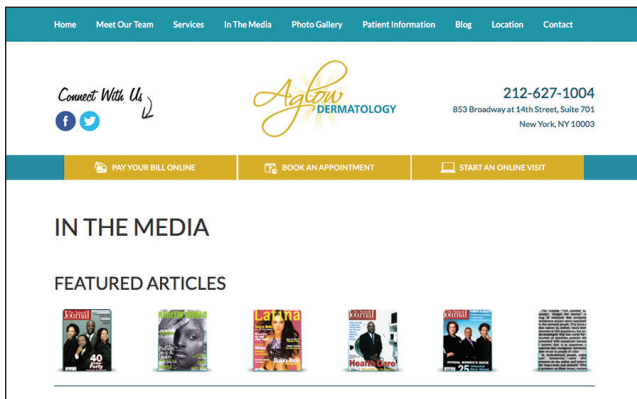 Home Meet Our Team Services In The Media Photo Gallery Patient Information Blog Location Contact
Connect With Us
Aglow
DERMATOLOGY
212-627-1004
853 Broadway at 14th Street, Suite 701
New York, NY 10003
PAY YOUR BILL ONLINE BOOK AN APPOINTMENT START AN ONLINE VISIT
IN THE MEDIA
FEATURED ARTICLES
Journal
40
Latina
Journal
Health Care
Journal
ANNUAL WOMEN'S ISSUE
25